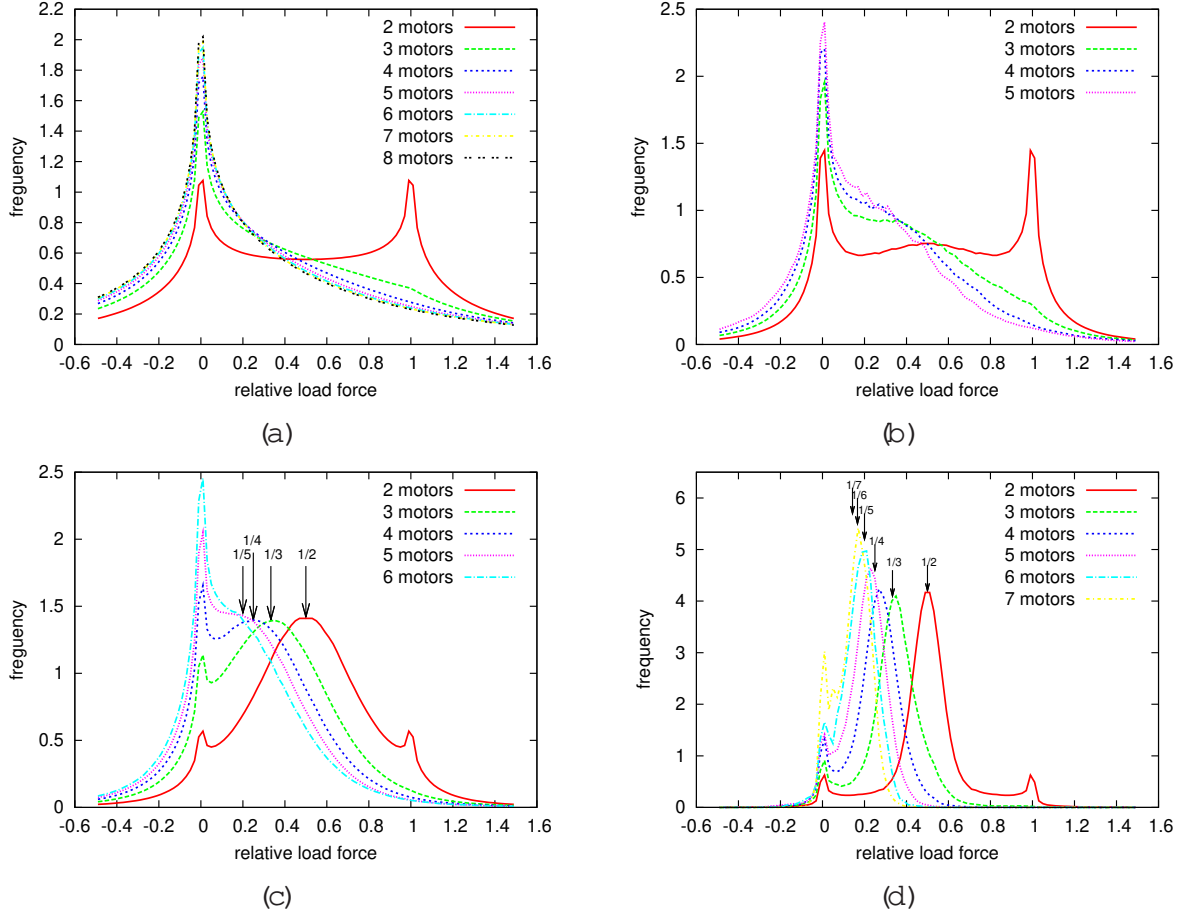 2.2
2
1.8
1.6
1.4
1.2
1
0.8
0.6
0.4
0.2
0
freguency
-0.6 -0.4 -0.2 0 0.2 0.4 0.6 0.8 1 1.2 1.4 1.6
relative load force
2 motors
3 motors
4 motors
5 motors
6 motors
7 motors
8 motors
(a)
2.5
2
1.5
1
0.5
0
freguency
-0.6 -0.4 -0.2 0 0.2 0.4 0.6 0.8 1 1.2 1.4 1.6
relative load force
2 motors
3 motors
4 motors
5 motors
(b)
2.5
2
1.5
1
0.5
0
freguency
-0.6 -0.4 -0.2 0 0.2 0.4 0.6 0.8 1 1.2 1.4 1.6
relative load force
2 motors
3 motors
4 motors
5 motors
6 motors
1/4
1/5 1/3 1/2
(c)
6
5
4
3
2
1
0
frequency
-0.6 -0.4 -0.2 0 0.2 0.4 0.6 0.8 1 1.2 1.4 1.6
relative load force
2 motors
3 motors
4 motors
5 motors
6 motors
7 motors
1/7
1/6
1/5
1/4
1/3 1/2
(d)